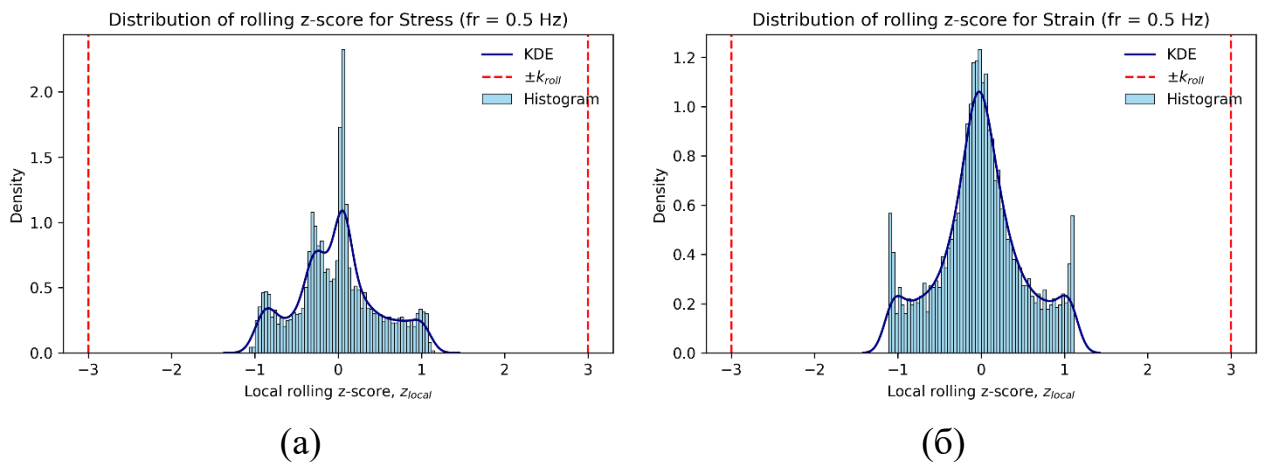 Distribution of rolling z-score for Stress (fr = 0.5 Hz)
KDE
±k_roll
Histogram
Density
2.0
1.5
1.0
0.5
0.0
−3
−2
−1
0
1
2
3
Local rolling z-score, z_local
(а)
Distribution of rolling z-score for Strain (fr = 0.5 Hz)
KDE
±k_roll
Histogram
Density
1.2
1.0
0.8
0.6
0.4
0.2
0.0
−3
−2
−1
0
1
2
3
Local rolling z-score, z_local
(б)